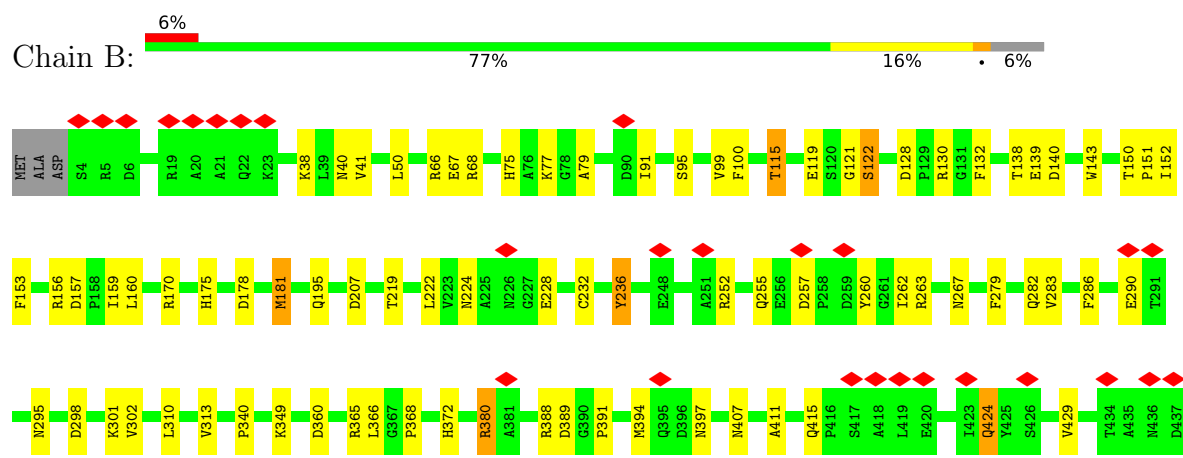 6%
Chain B:
77% 16% • 6%
MET ALA ASP S4 R5 D6 R19 A20 A21 Q22 K23 K38 L39 N40 V41 L50 R66 E67 R68 H75 A76 K77 G78 A79 D90 I91 S95 V99 F100 T115 E119 S120 G121 S122 D128 P129 R130 G131 F132 T138 E139 D140 W143 T150 P151 I152
F153 R156 D157 P158 I159 L160 R170 H175 D178 M181 Q195 D207 T219 L222 V223 N224 A225 N226 G227 E228 C232 Y236 E248 A251 R252 Q255 E256 D257 P258 D259 Y260 G261 I262 R263 N267 F279 Q282 V283 F286 E290 T291
N295 D298 K301 V302 L310 V313 P340 K349 D360 R365 L366 G367 P368 H372 R380 A381 R388 D389 G390 P391 M394 Q395 D396 N397 N407 A411 Q415 P416 S417 A418 L419 E420 I423 Q424 Y425 S426 V429 T434 A435 N436 D437